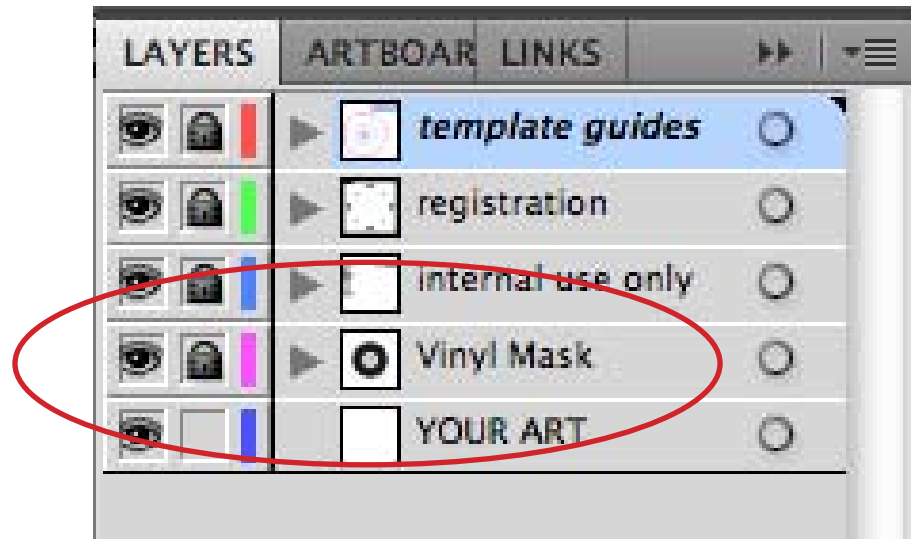 LAYERS ARTBOAR LINKS
template guides
registration
internal use only
Vinyl Mask
YOUR ART